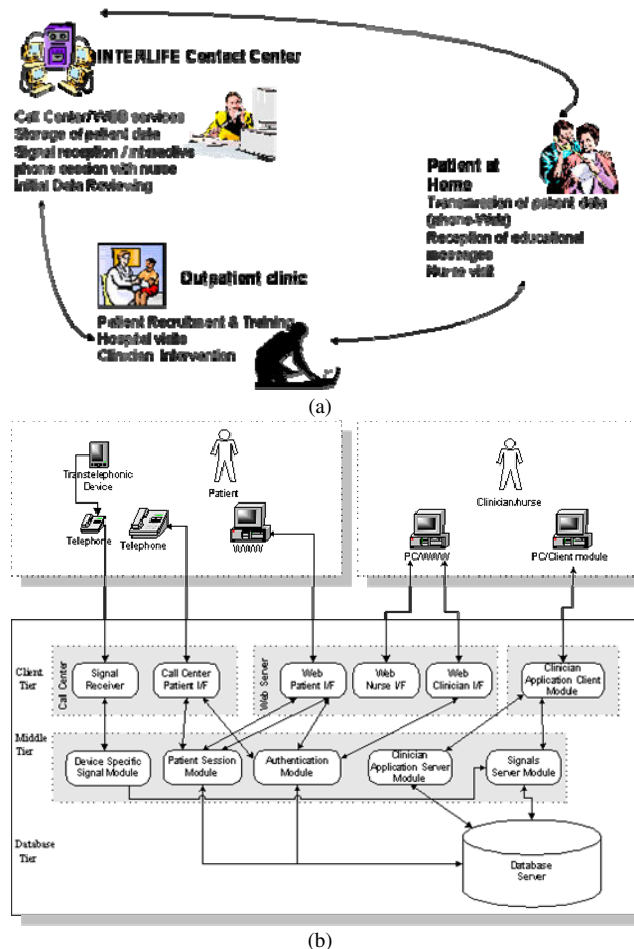 INTERLIFE Contact Center
Call Center/WEB services
Storage of patient data
Signal reception / interactive
phone session with nurse
Initial Data Reviewing
Patient at
Home
Transmission of patient data
(phone-Web)
Reception of educational
messages
Nurse visit
Outpatient clinic
Patient Recruitment & Training
Hospital visits
Clinician Intervention
(a)
Transtelephonic
Device
Telephone
Telephone
Patient
WWW
Clinician/nurse
PC/WWW
PC/Client module
Client
Tier
Call Center
Signal
Receiver
Call Center
Patient I/F
Web Server
Web
Patient I/F
Web
Nurse I/F
Web
Clinician I/F
Clinician
Application Client
Module
Middle
Tier
Device Specific
Signal Module
Patient Session
Module
Authentication
Module
Clinician
Application Server
Module
Signals
Server Module
Database
Tier
Database
Server
(b)